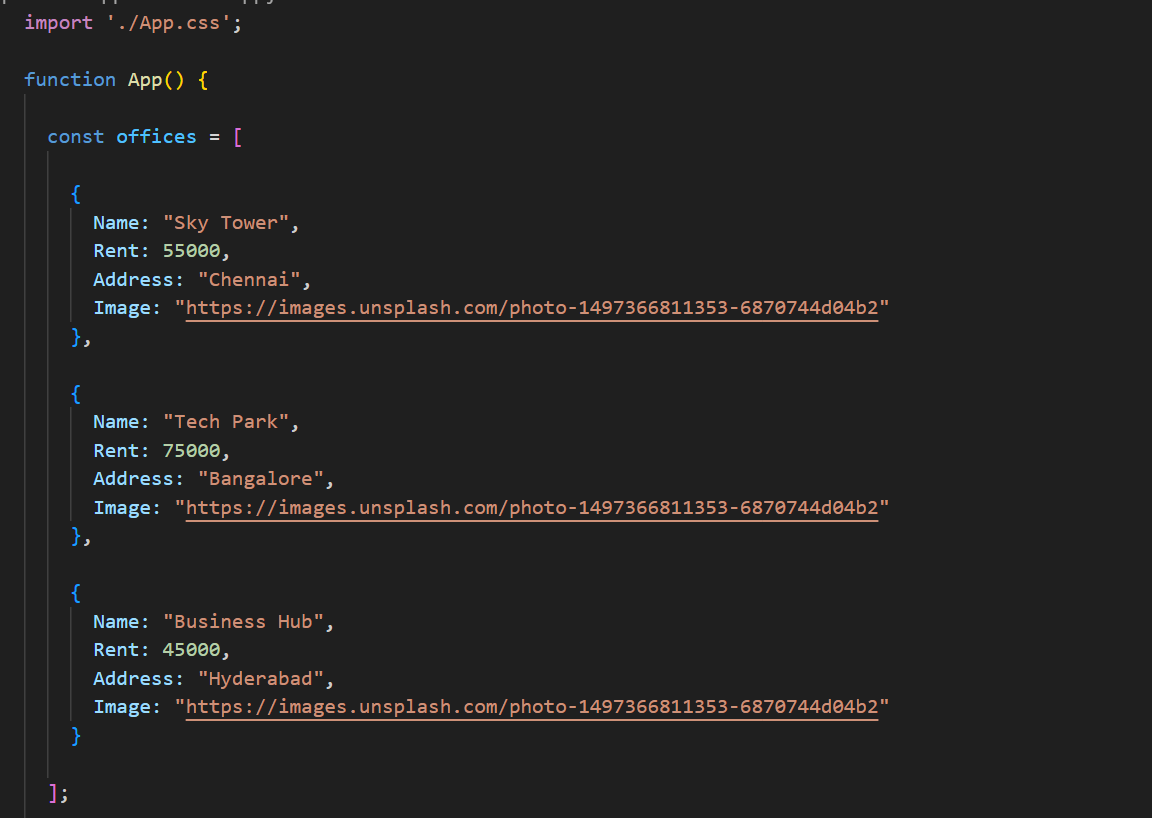 import './App.css';
function App() {
const offices = [
{
Name: "Sky Tower",
Rent: 55000,
Address: "Chennai",
Image: "https://images.unsplash.com/photo-1497366811353-6870744d04b2"
},
{
Name: "Tech Park",
Rent: 75000,
Address: "Bangalore",
Image: "https://images.unsplash.com/photo-1497366811353-6870744d04b2"
},
{
Name: "Business Hub",
Rent: 45000,
Address: "Hyderabad",
Image: "https://images.unsplash.com/photo-1497366811353-6870744d04b2"
}
];